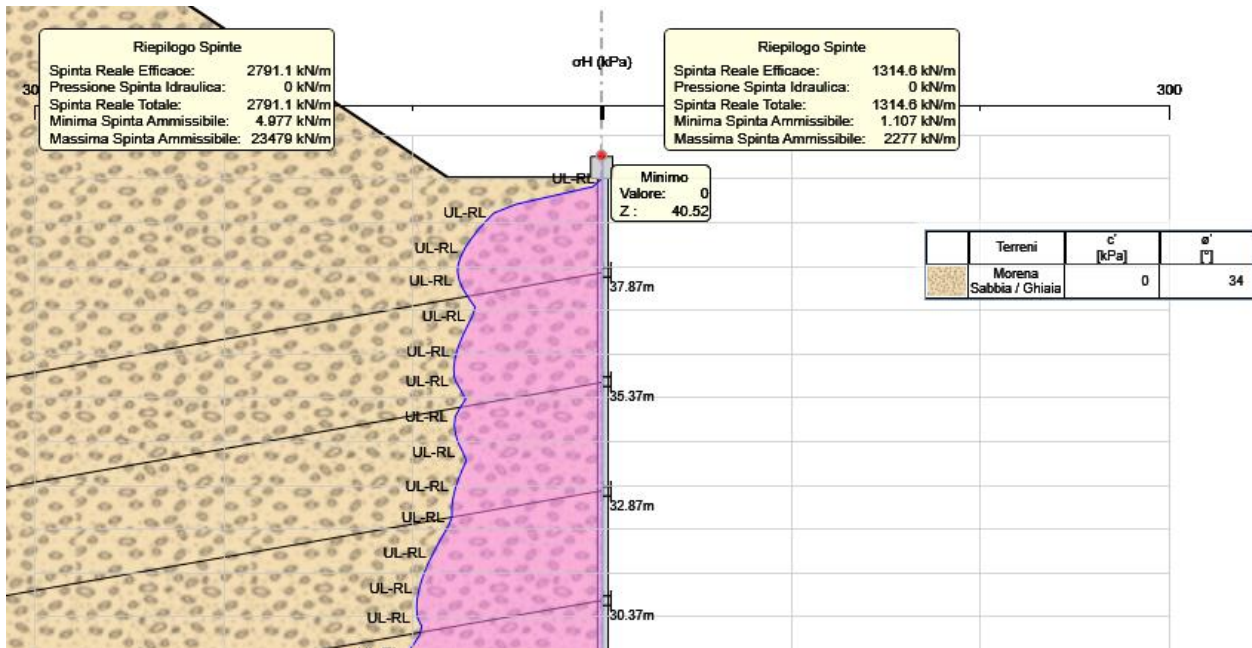 Riepilogo Spinte
Spinta Reale Efficace: 2791.1 kN/m
Pressione Spinta Idraulica: 0 kN/m
Spinta Reale Totale: 2791.1 kN/m
Minima Spinta Ammissibile: 4.977 kN/m
Massima Spinta Ammissibile: 23479 kN/m
σH (kPa)
Riepilogo Spinte
Spinta Reale Efficace: 1314.6 kN/m
Pressione Spinta Idraulica: 0 kN/m
Spinta Reale Totale: 1314.6 kN/m
Minima Spinta Ammissibile: 1.107 kN/m
Massima Spinta Ammissibile: 2277 kN/m
30
300
UL-RL
Minimo
Valore: 0
Z : 40.52
UL-RL
UL-RL
UL-RL
37.87m
UL-RL
UL-RL
UL-RL
35.37m
UL-RL
UL-RL
UL-RL
32.87m
UL-RL
UL-RL
UL-RL
30.37m
UL-RL
Terreni c' [kPa] ø' [°]
Morena
Sabbia / Ghiaia 0 34